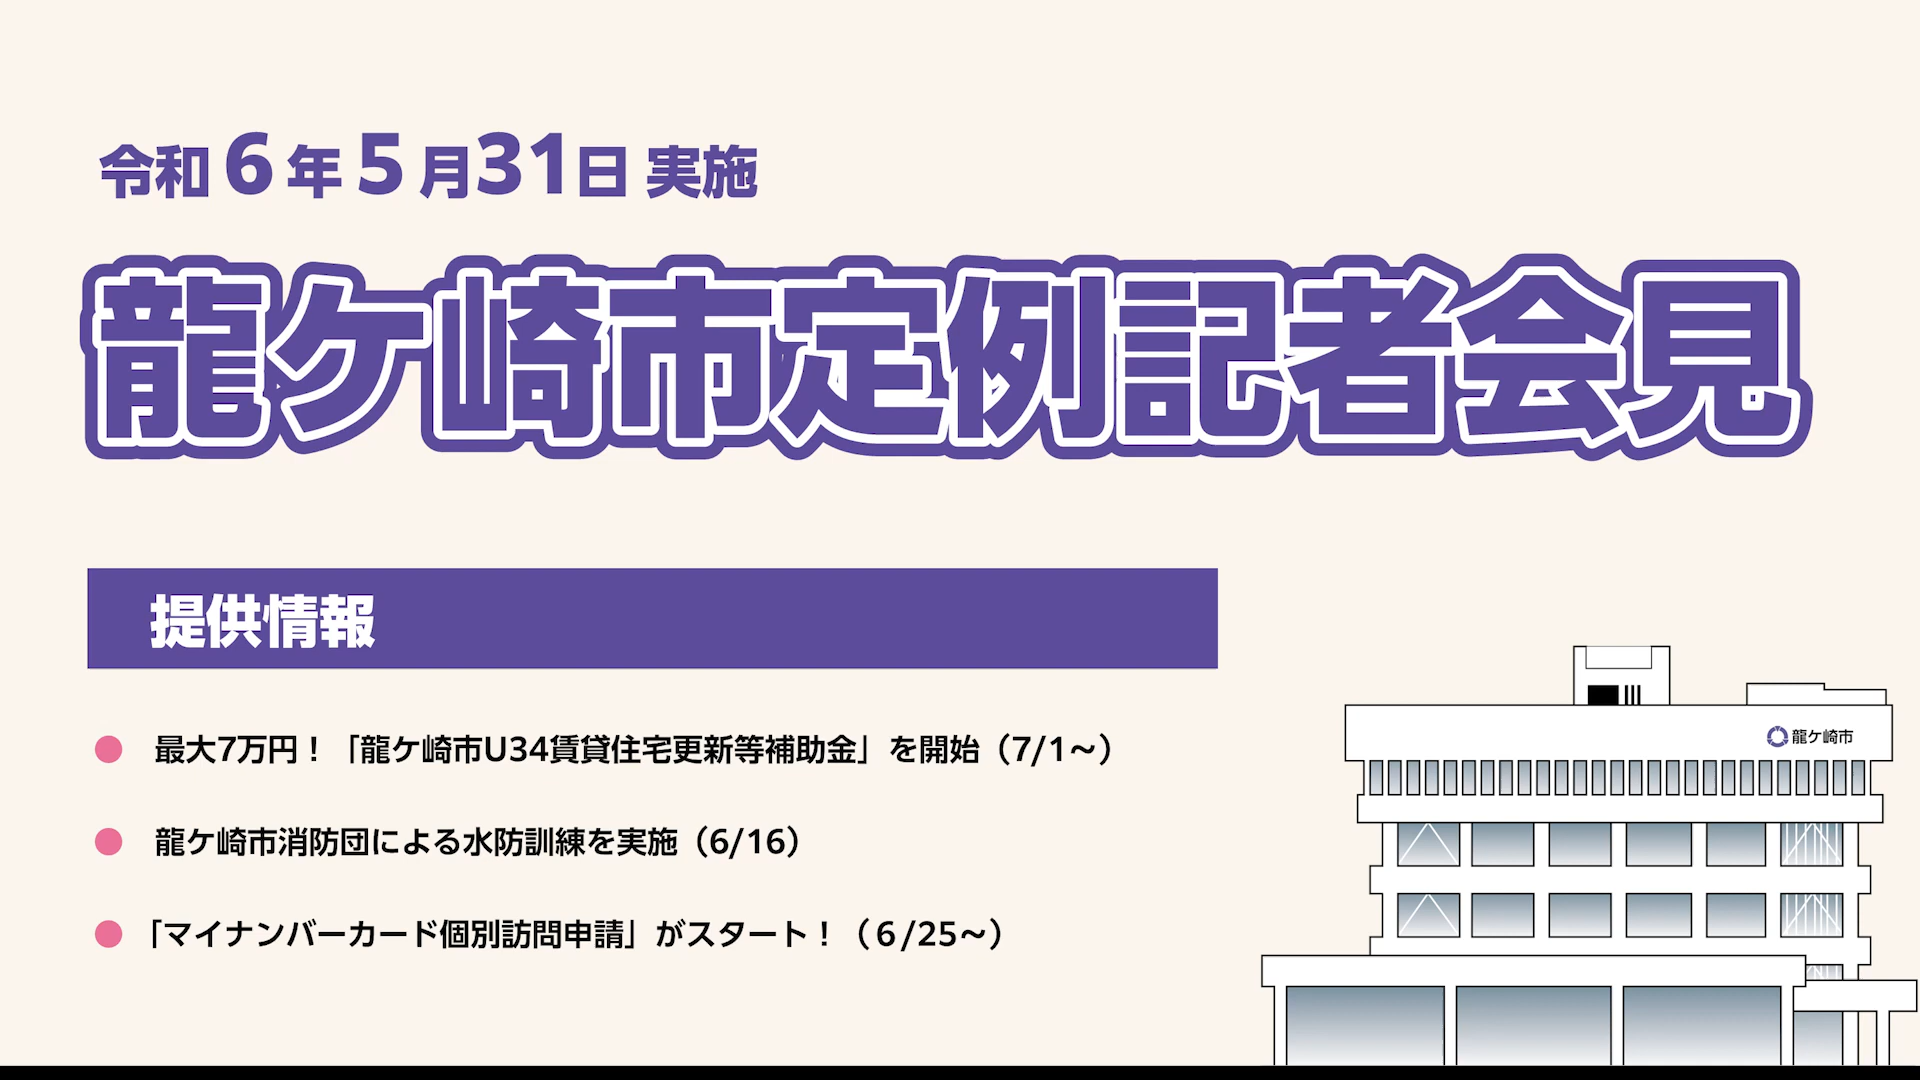 令和６年５月31日 実施
龍ケ崎市定例記者会見
提供情報
最大7万円！「龍ケ崎市U34賃貸住宅更新等補助金」を開始（7/1～）
龍ケ崎市消防団による水防訓練を実施（6/16）
「マイナンバーカード個別訪問申請」がスタート！（６/25～）
龍ケ崎市